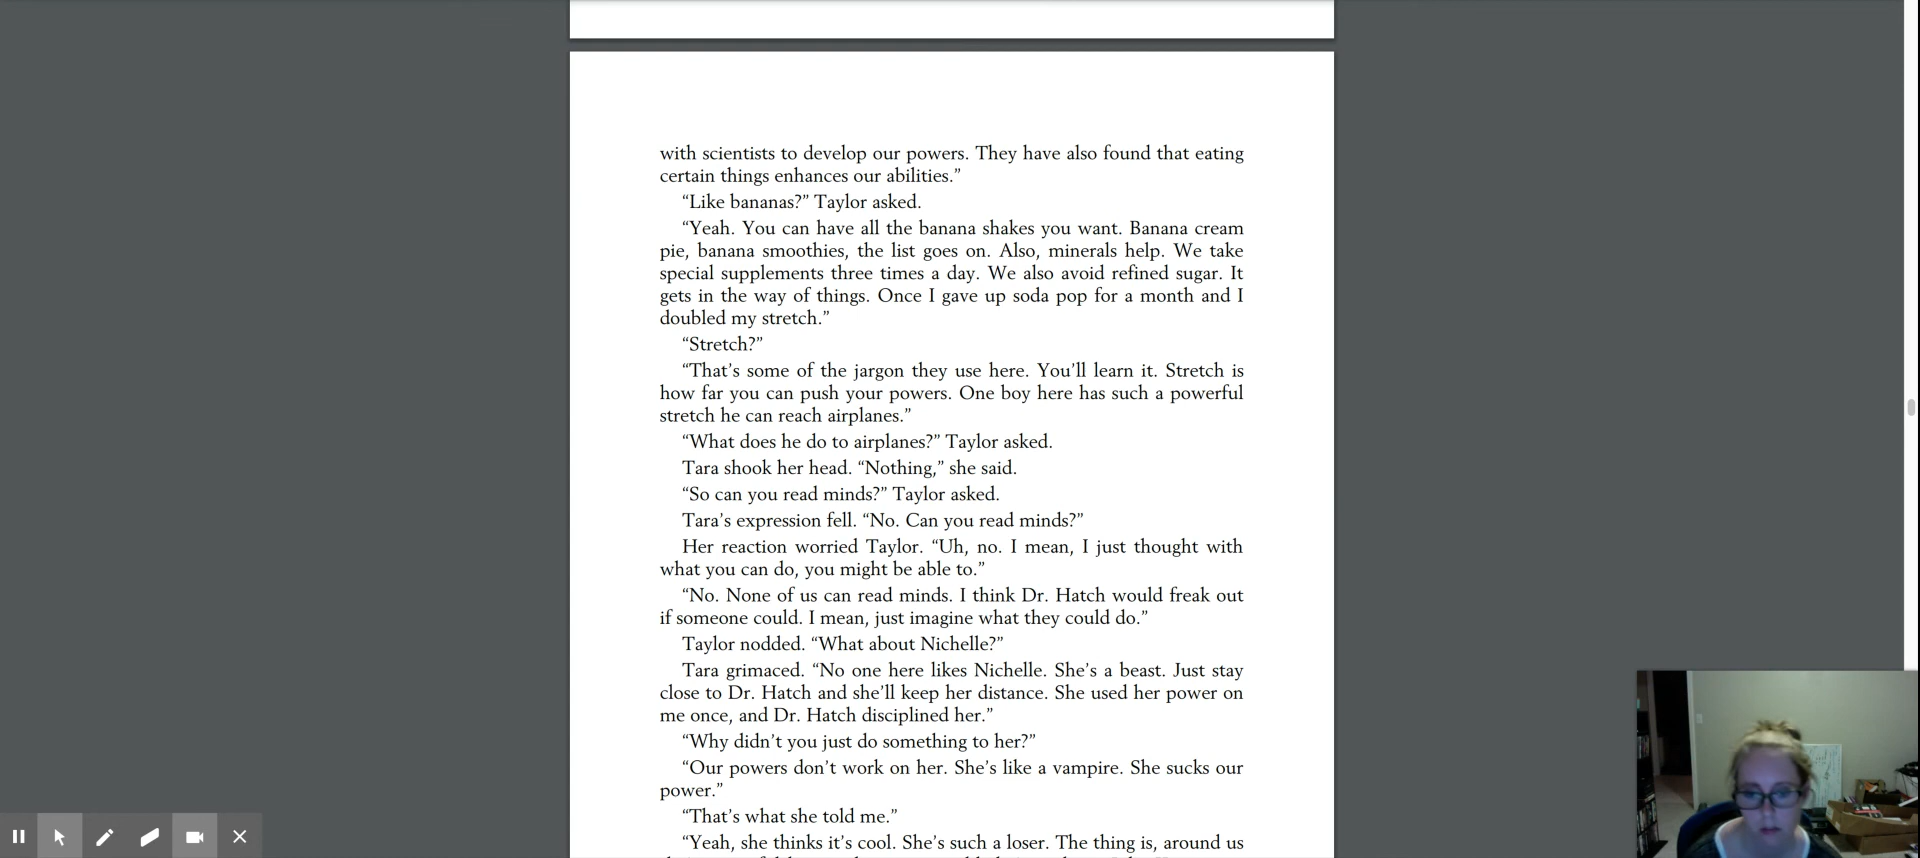 with scientists to develop our powers. They have also found that eating
certain things enhances our abilities.”
“Like bananas?” Taylor asked.
“Yeah. You can have all the banana shakes you want. Banana cream
pie, banana smoothies, the list goes on. Also, minerals help. We take
special supplements three times a day. We also avoid refined sugar. It
gets in the way of things. Once I gave up soda pop for a month and I
doubled my stretch.”
“Stretch?”
“That’s some of the jargon they use here. You’ll learn it. Stretch is
how far you can push your powers. One boy here has such a powerful
stretch he can reach airplanes.”
“What does he do to airplanes?” Taylor asked.
Tara shook her head. “Nothing,” she said.
“So can you read minds?” Taylor asked.
Tara’s expression fell. “No. Can you read minds?”
Her reaction worried Taylor. “Uh, no. I mean, I just thought with
what you can do, you might be able to.”
“No. None of us can read minds. I think Dr. Hatch would freak out
if someone could. I mean, just imagine what they could do.”
Taylor nodded. “What about Nichelle?”
Tara grimaced. “No one here likes Nichelle. She’s a beast. Just stay
close to Dr. Hatch and she’ll keep her distance. She used her power on
me once, and Dr. Hatch disciplined her.”
“Why didn’t you just do something to her?”
“Our powers don’t work on her. She’s like a vampire. She sucks our
power.”
“That’s what she told me.”
“Yeah, she thinks it’s cool. She’s such a loser. The thing is, around us